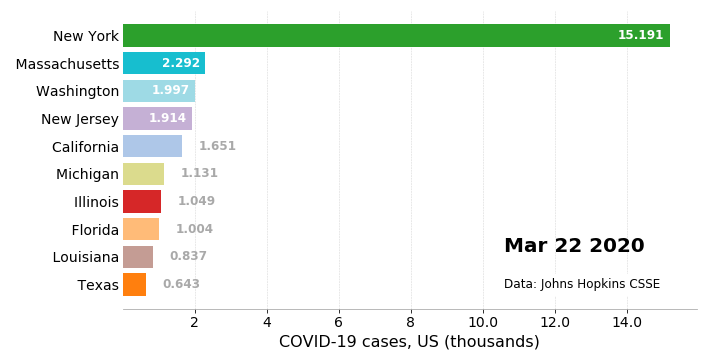 New York 15.191
Massachusetts 2.292
Washington 1.997
New Jersey 1.914
California 1.651
Michigan 1.131
Illinois 1.049
Florida 1.004
Louisiana 0.837
Texas 0.643
Mar 22 2020
Data: Johns Hopkins CSSE
2 4 6 8 10.0 12.0 14.0
COVID-19 cases, US (thousands)